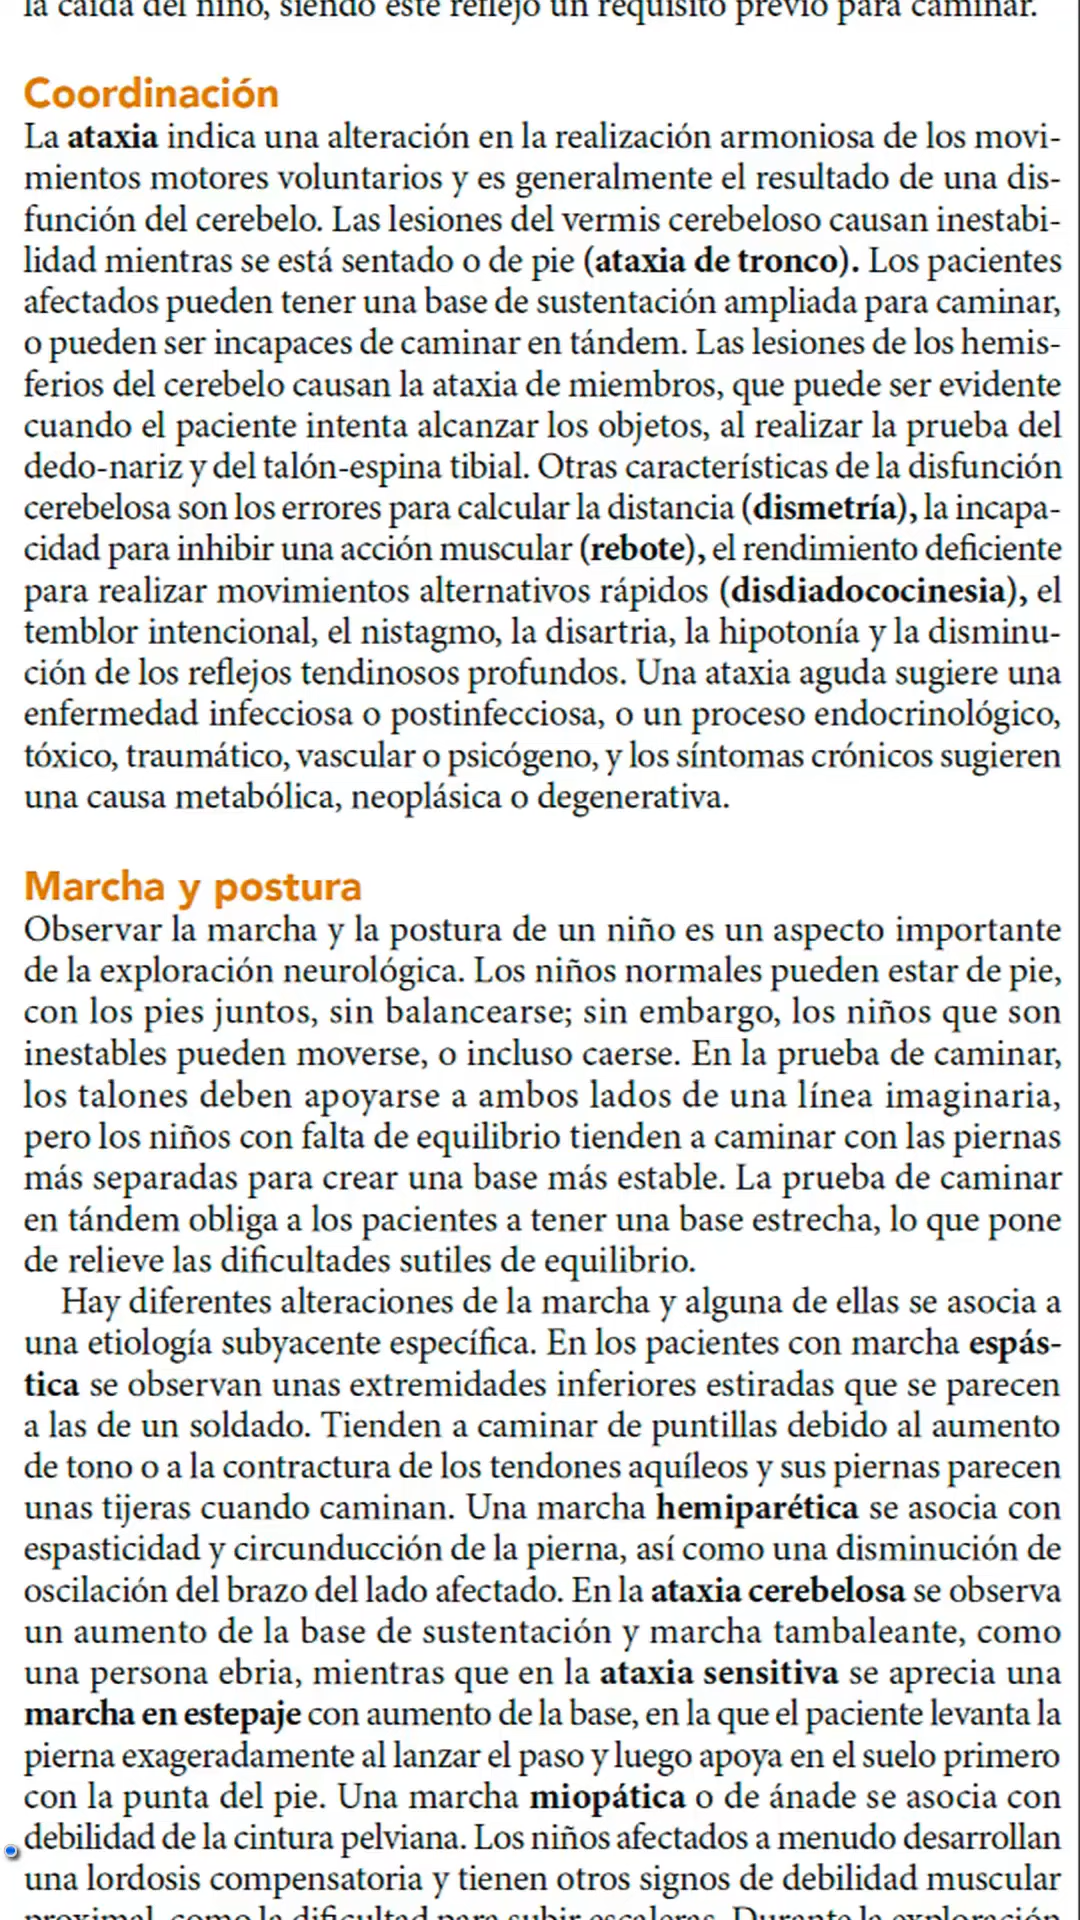 la caída del niño, siendo este reflejo un requisito previo para caminar.
Coordinación
La ataxia indica una alteración en la realización armoniosa de los movi-
mientos motores voluntarios y es generalmente el resultado de una dis-
función del cerebelo. Las lesiones del vermis cerebeloso causan inestabi-
lidad mientras se está sentado o de pie (ataxia de tronco). Los pacientes
afectados pueden tener una base de sustentación ampliada para caminar,
o pueden ser incapaces de caminar en tándem. Las lesiones de los hemis-
ferios del cerebelo causan la ataxia de miembros, que puede ser evidente
cuando el paciente intenta alcanzar los objetos, al realizar la prueba del
dedo-nariz y del talón-espina tibial. Otras características de la disfunción
cerebelosa son los errores para calcular la distancia (dismetría), la incapa-
cidad para inhibir una acción muscular (rebote), el rendimiento deficiente
para realizar movimientos alternativos rápidos (disdiadococinesia), el
temblor intencional, el nistagmo, la disartria, la hipotonía y la disminu-
ción de los reflejos tendinosos profundos. Una ataxia aguda sugiere una
enfermedad infecciosa o postinfecciosa, o un proceso endocrinológico,
tóxico, traumático, vascular o psicógeno, y los síntomas crónicos sugieren
una causa metabólica, neoplásica o degenerativa.
Marcha y postura
Observar la marcha y la postura de un niño es un aspecto importante
de la exploración neurológica. Los niños normales pueden estar de pie,
con los pies juntos, sin balancearse; sin embargo, los niños que son
inestables pueden moverse, o incluso caerse. En la prueba de caminar,
los talones deben apoyarse a ambos lados de una línea imaginaria,
pero los niños con falta de equilibrio tienden a caminar con las piernas
más separadas para crear una base más estable. La prueba de caminar
en tándem obliga a los pacientes a tener una base estrecha, lo que pone
de relieve las dificultades sutiles de equilibrio.
Hay diferentes alteraciones de la marcha y alguna de ellas se asocia a
una etiología subyacente específica. En los pacientes con marcha espás-
tica se observan unas extremidades inferiores estiradas que se parecen
a las de un soldado. Tienden a caminar de puntillas debido al aumento
de tono o a la contractura de los tendones aquíleos y sus piernas parecen
unas tijeras cuando caminan. Una marcha hemiparética se asocia con
espasticidad y circunducción de la pierna, así como una disminución de
oscilación del brazo del lado afectado. En la ataxia cerebelosa se observa
un aumento de la base de sustentación y marcha tambaleante, como
una persona ebria, mientras que en la ataxia sensitiva se aprecia una
marcha en estepaje con aumento de la base, en la que el paciente levanta la
pierna exageradamente al lanzar el paso y luego apoya en el suelo primero
con la punta del pie. Una marcha miopática o de ánade se asocia con
debilidad de la cintura pelviana. Los niños afectados a menudo desarrollan
una lordosis compensatoria y tienen otros signos de debilidad muscular
proximal, como la dificultad para subir escaleras. Durante la exploración